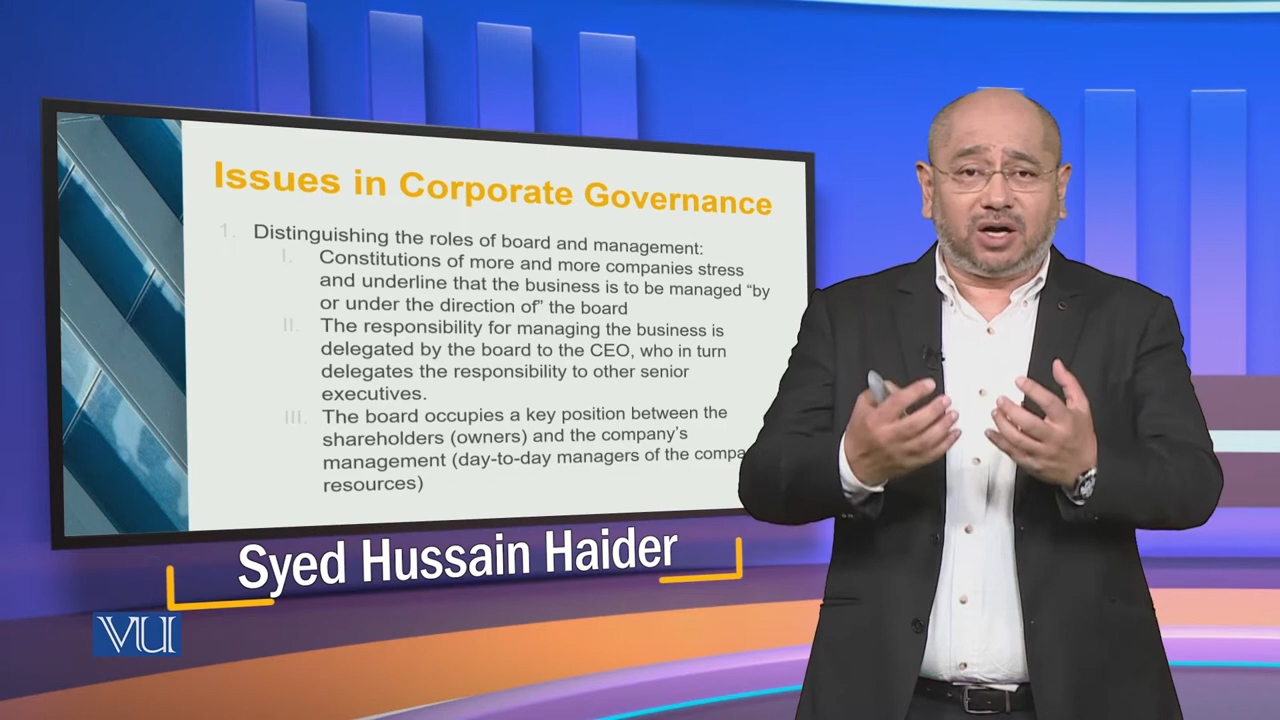 Issues in Corporate Governance
1. Distinguishing the roles of board and management:
I. Constitutions of more and more companies stress
and underline that the business is to be managed “by
or under the direction of” the board
II. The responsibility for managing the business is
delegated by the board to the CEO, who in turn
delegates the responsibility to other senior
executives.
III. The board occupies a key position between the
shareholders (owners) and the company’s
management (day-to-day managers of the
resources)
Syed Hussain Haider
VU